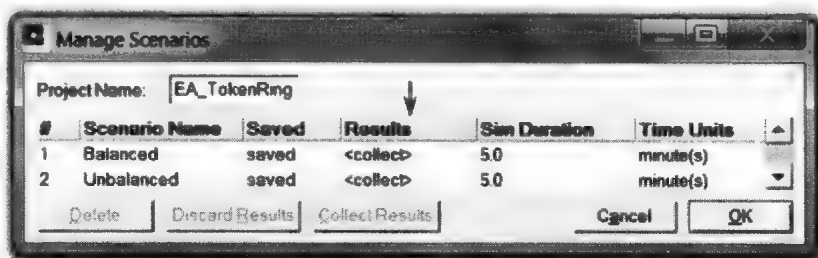 Manage Scenarios
Project Name: EA_TokenRing
# Scenario Name Saved Results Sim Duration Time Units
1 Balanced saved <collect> 5.0 minute(s)
2 Unbalanced saved <collect> 5.0 minute(s)
Delete Discard Results Collect Results Cancel OK